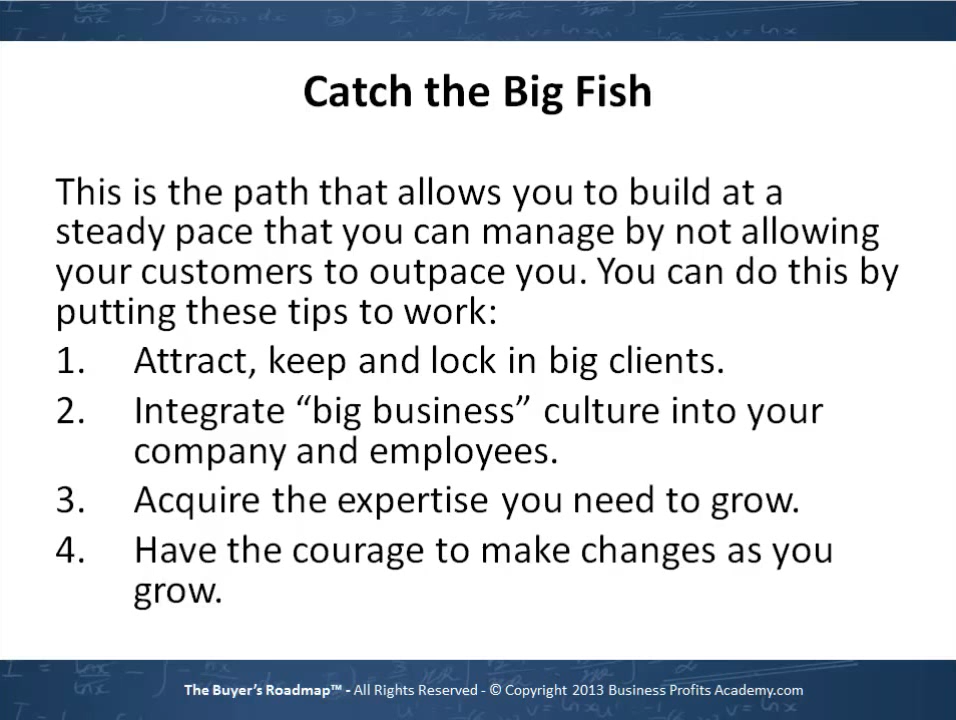 Catch the Big Fish
This is the path that allows you to build at a
steady pace that you can manage by not allowing
your customers to outpace you. You can do this by
putting these tips to work:
1. Attract, keep and lock in big clients.
2. Integrate “big business” culture into your
company and employees.
3. Acquire the expertise you need to grow.
4. Have the courage to make changes as you
grow.
The Buyer’s Roadmap™ - All Rights Reserved - © Copyright 2013 Business Profits Academy.com